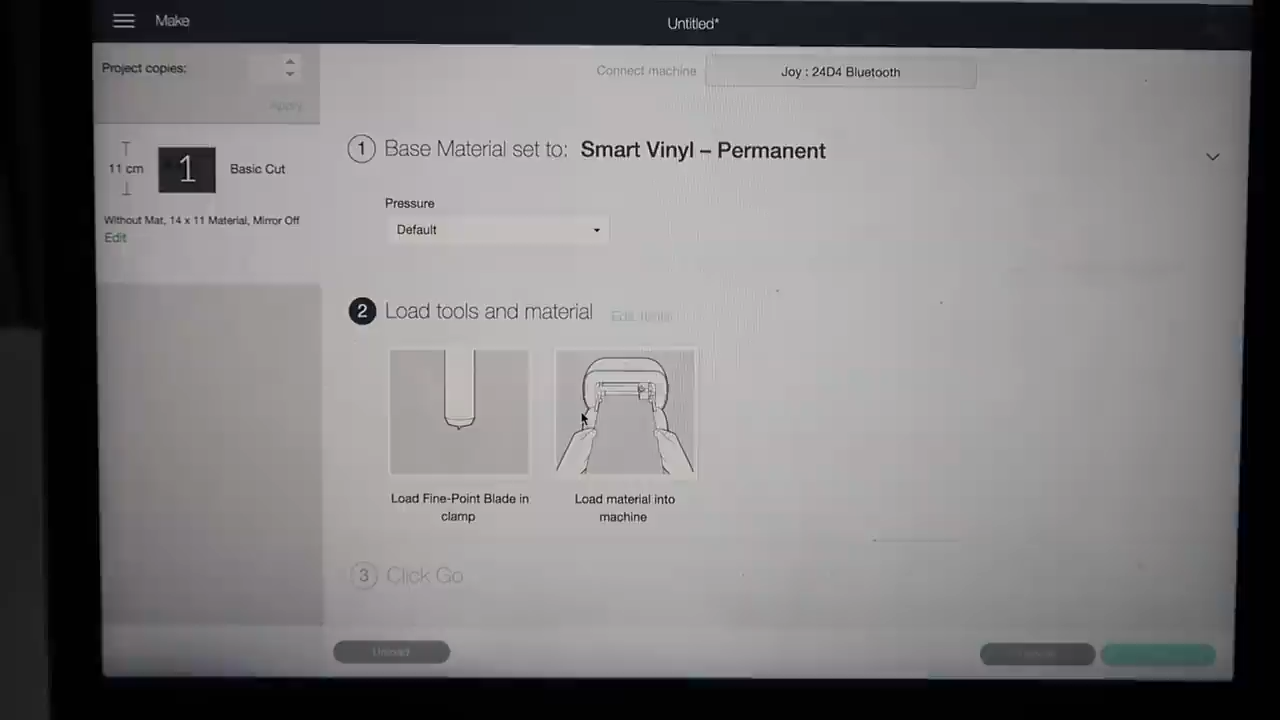 Make
Untitled*
Project copies:
Apply
Connect machine
Joy : 24D4 Bluetooth
11 cm
1
Basic Cut
Without Mat, 14 x 11 Material, Mirror Off
Edit
1 Base Material set to: Smart Vinyl – Permanent
Pressure
Default
2 Load tools and material
Load Fine-Point Blade in
clamp
Load material into
machine
3 Click Go
Unload